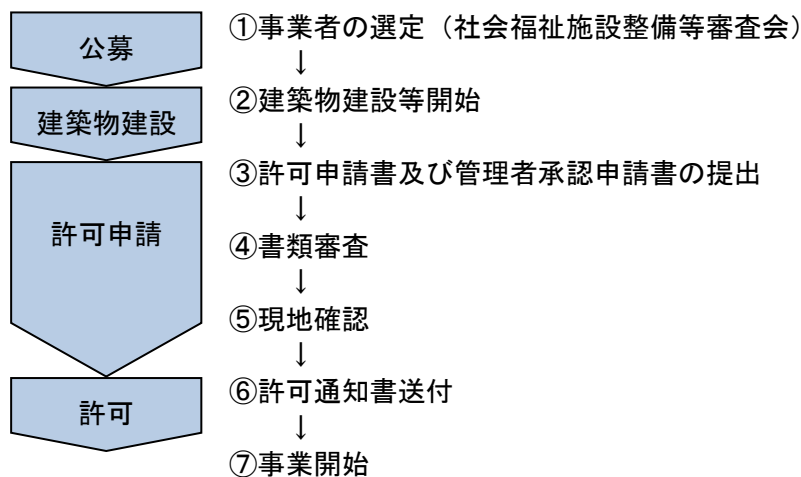 公募
①事業者の選定（社会福祉施設整備等審査会）
↓
建築物建設
②建築物建設等開始
↓
③許可申請書及び管理者承認申請書の提出
↓
許可申請
④書類審査
↓
⑤現地確認
↓
許可
⑥許可通知書送付
↓
⑦事業開始